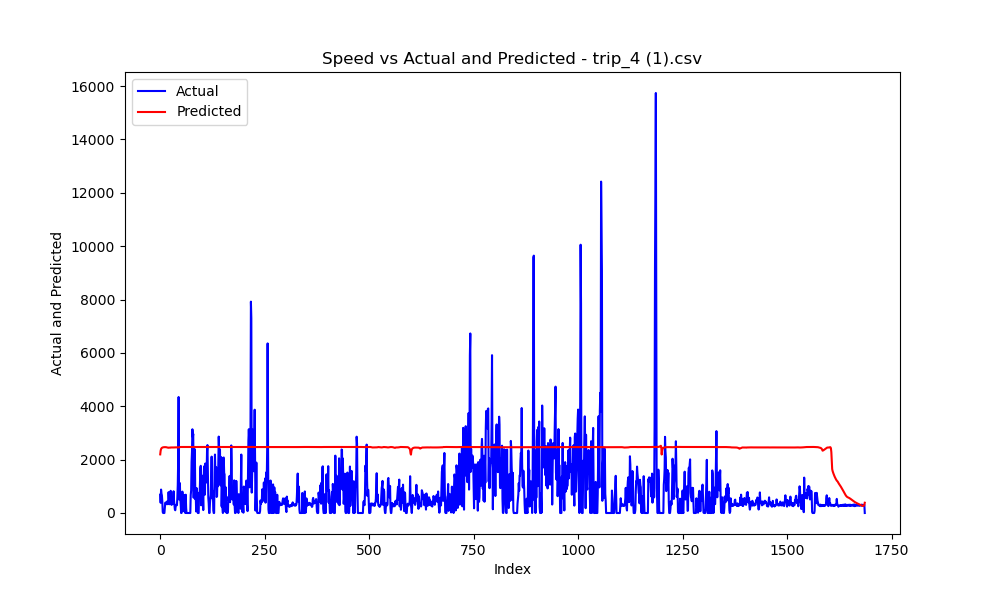 Speed vs Actual and Predicted - trip_4 (1).csv
Actual
Predicted
16000
14000
12000
10000
8000
6000
4000
2000
0
Actual and Predicted
0 250 500 750 1000 1250 1500 1750
Index